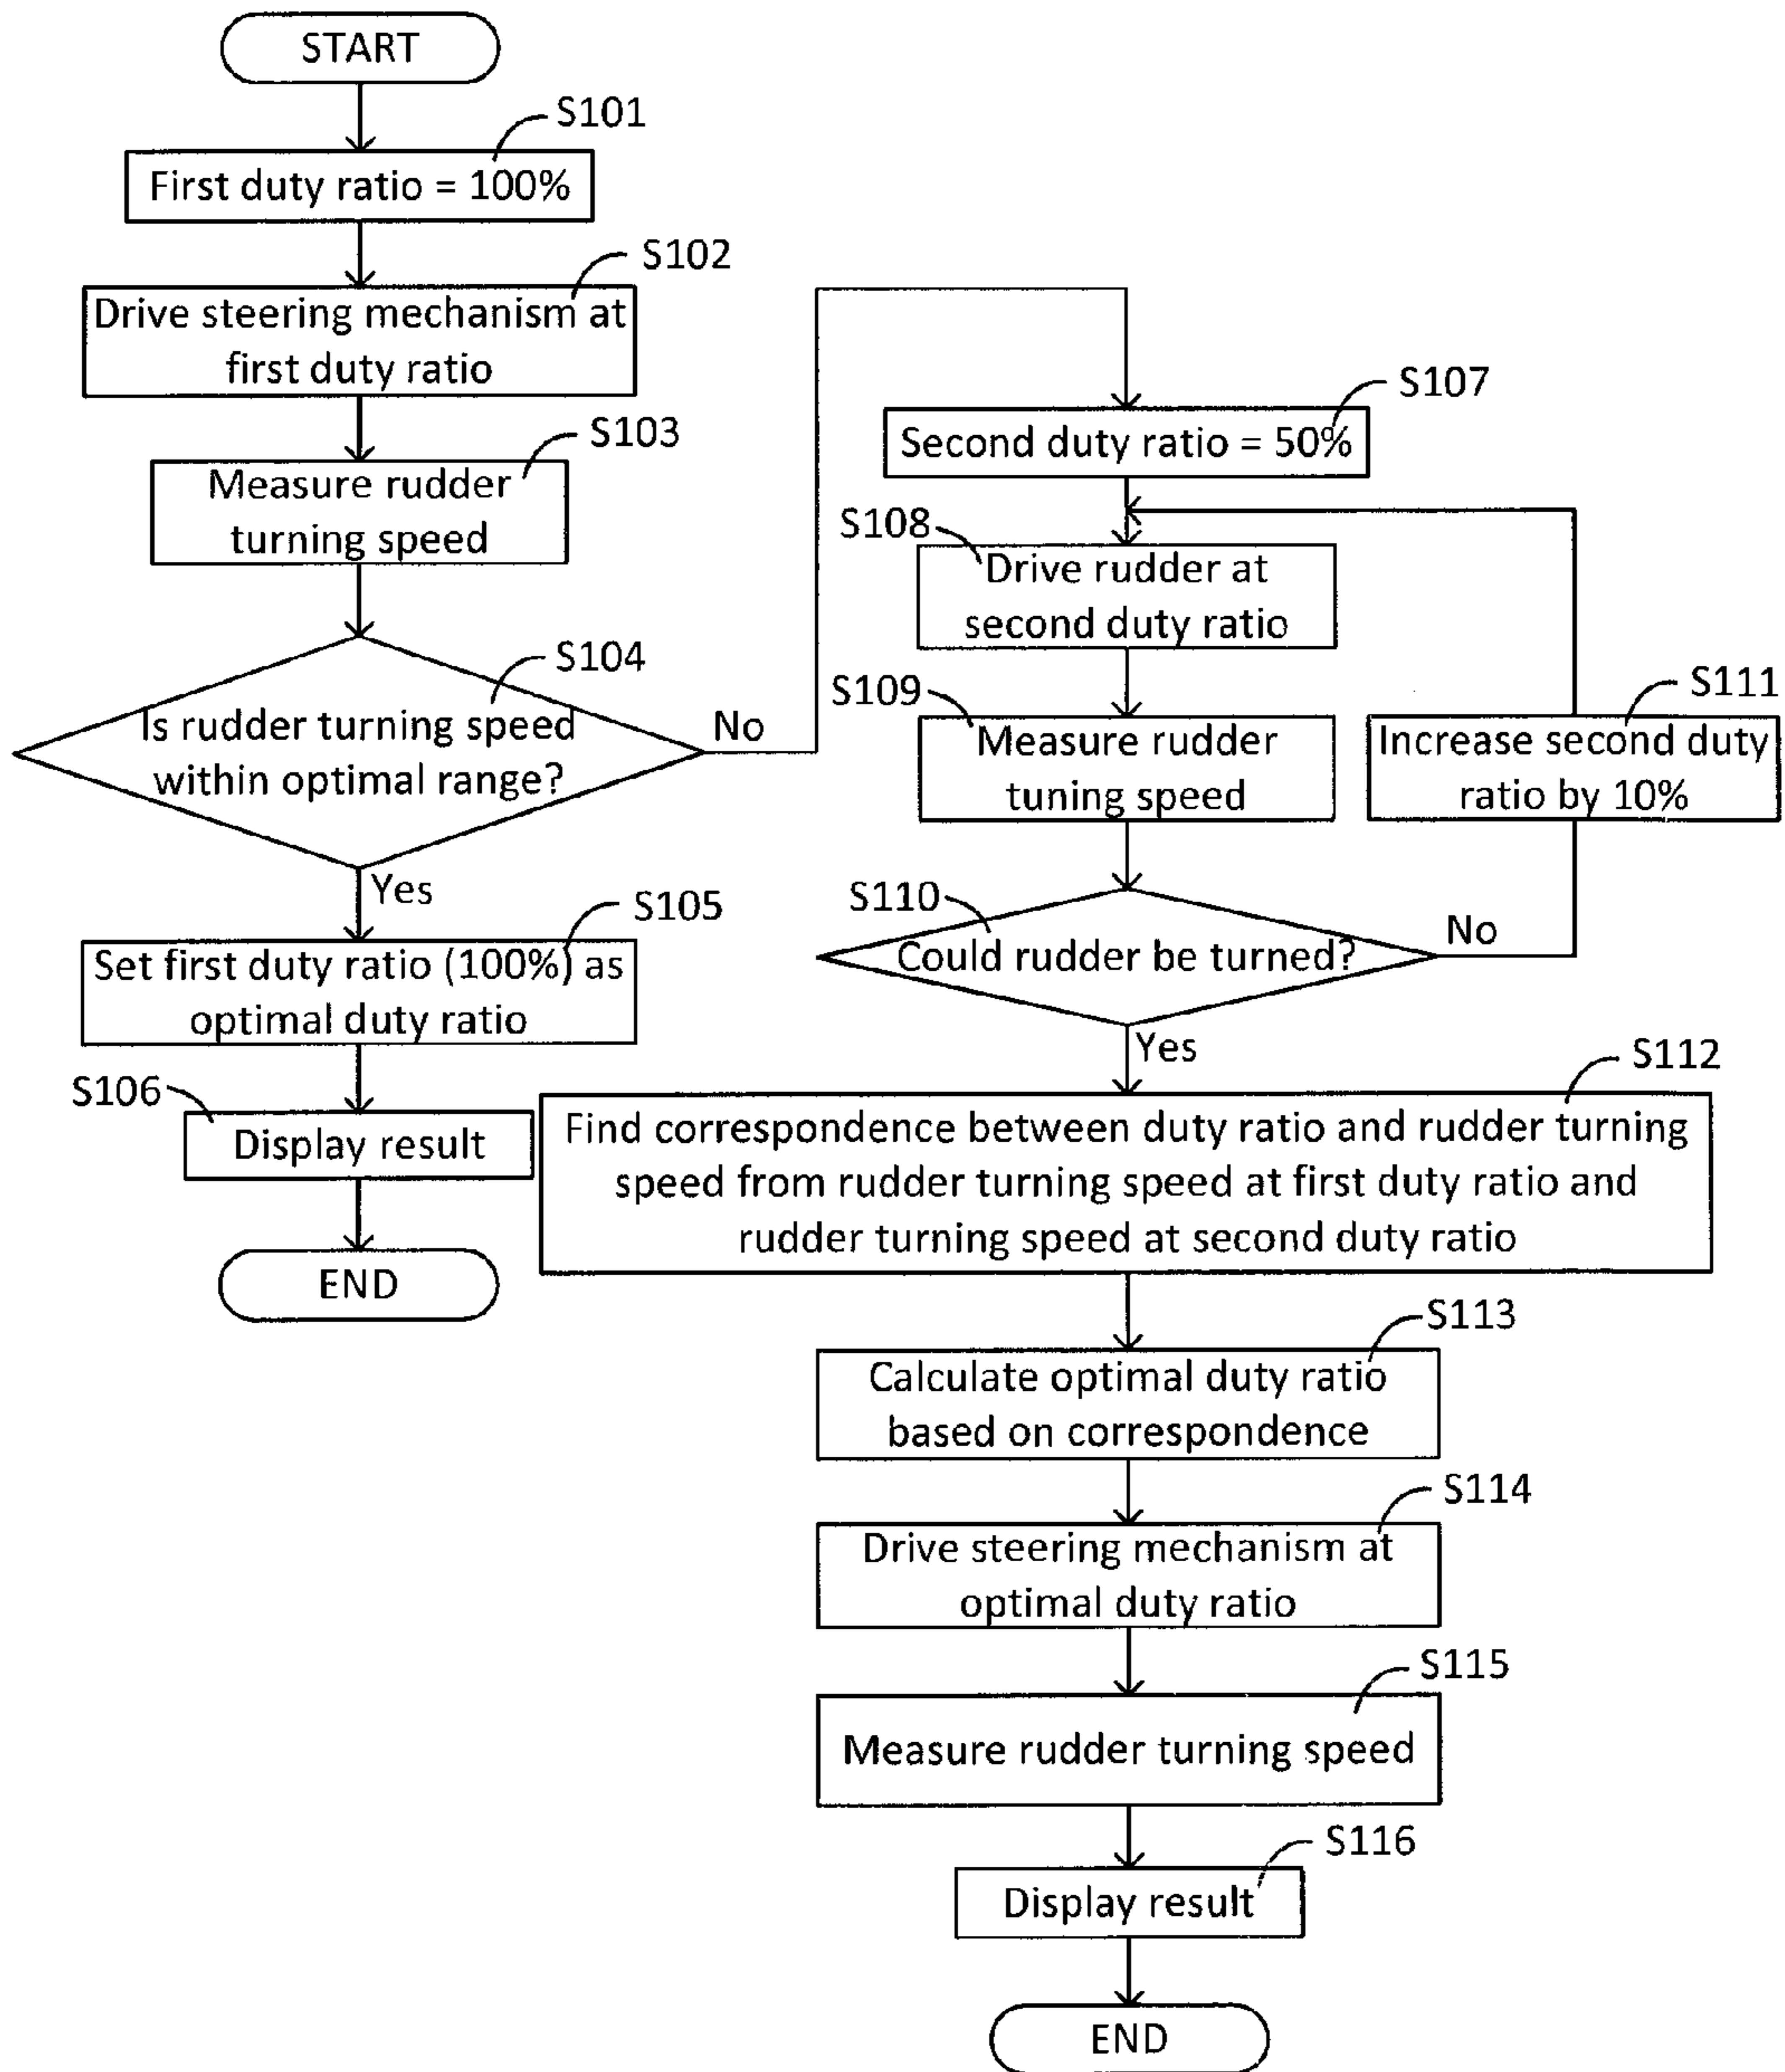 START
S101
First duty ratio = 100%
S102
Drive steering mechanism at
first duty ratio
S103
Measure rudder
turning speed
S104
Is rudder turning speed
within optimal range?
No
Yes
S105
Set first duty ratio (100%) as
optimal duty ratio
S106
Display result
END
S107
Second duty ratio = 50%
S108
Drive rudder at
second duty ratio
S109
Measure rudder
tuning speed
S110
Could rudder be turned?
No
S111
Increase second duty
ratio by 10%
Yes
S112
Find correspondence between duty ratio and rudder turning
speed from rudder turning speed at first duty ratio and
rudder turning speed at second duty ratio
S113
Calculate optimal duty ratio
based on correspondence
S114
Drive steering mechanism at
optimal duty ratio
S115
Measure rudder turning speed
S116
Display result
END